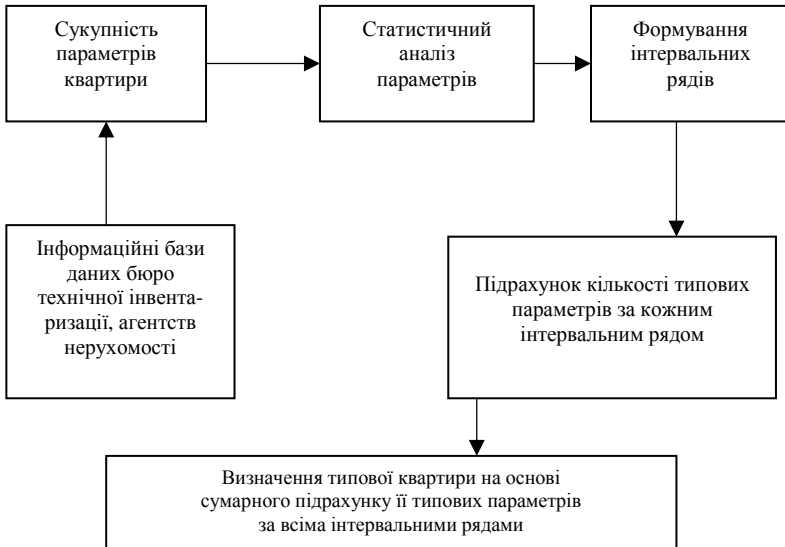 Сукупність
параметрів
квартири
Статистичний
аналіз
параметрів
Формування
інтервальних
рядів
Інформаційні бази
даних бюро
технічної інвента-
ризації, агентств
нерухомості
Підрахунок кількості типових
параметрів за кожним
інтервальним рядом
Визначення типової квартири на основі
сумарного підрахунку її типових параметрів
за всіма інтервальними рядами